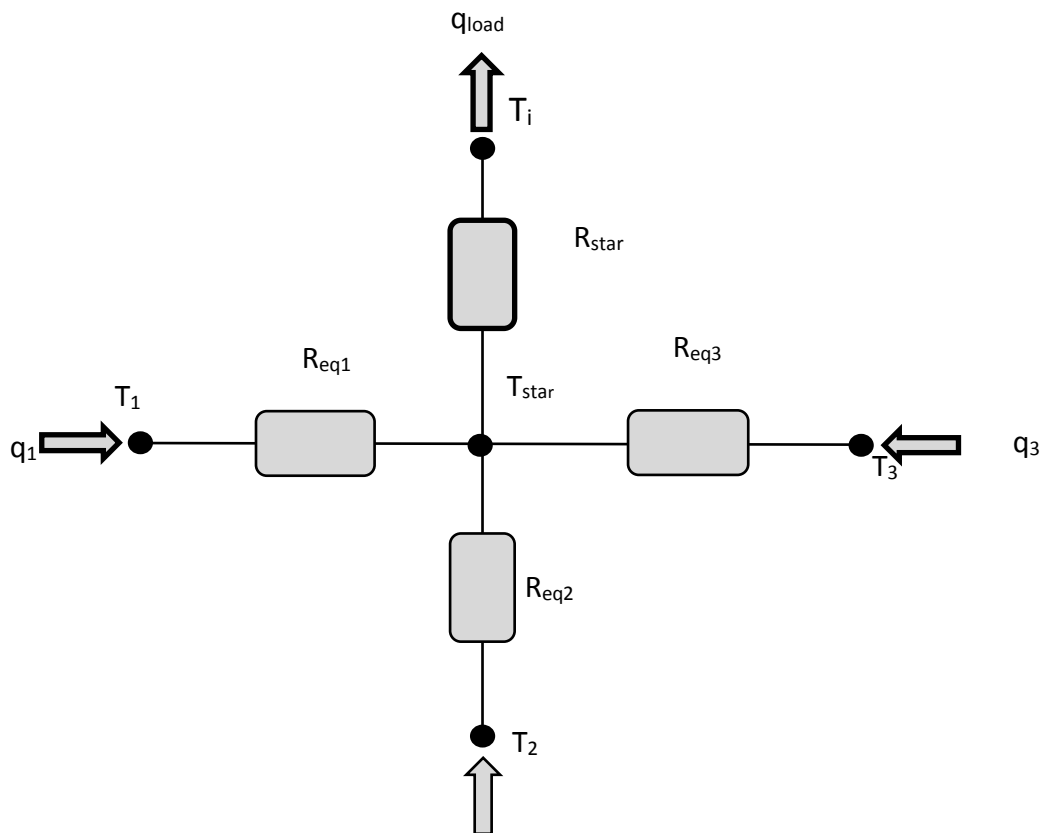 q_load
T_i
R_star
R_eq1
R_eq3
T_1
T_star
q_1
T_3
q_3
R_eq2
T_2